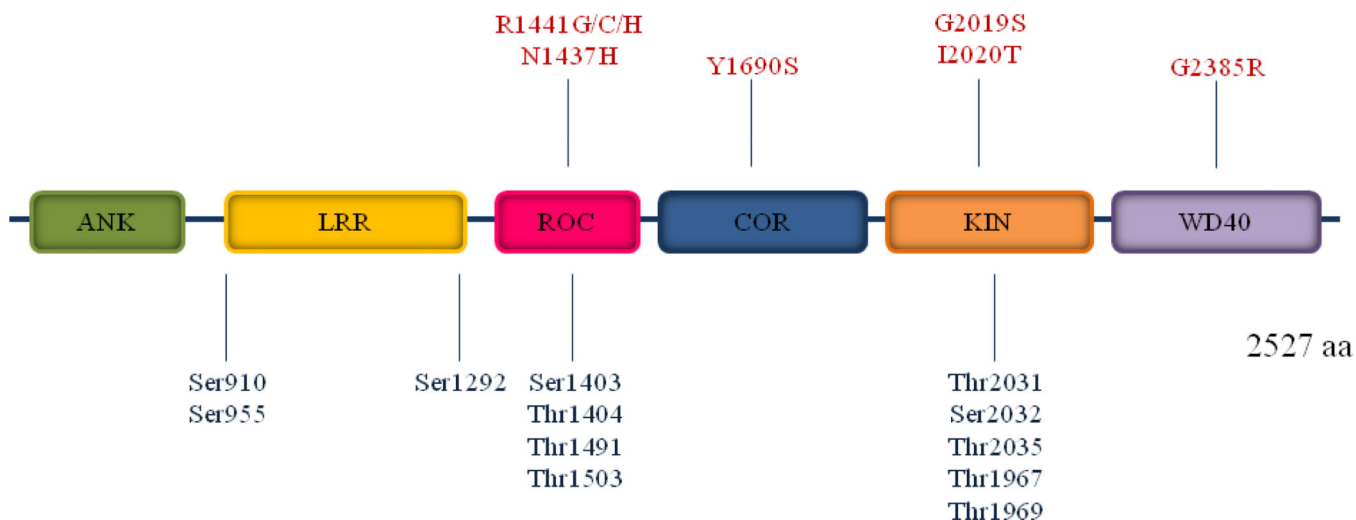 R1441G/C/H
N1437H
Y1690S
G2019S
I2020T
G2385R
ANK
LRR
ROC
COR
KIN
WD40
2527 aa
Ser910
Ser955
Ser1292
Ser1403
Thr1404
Thr1491
Thr1503
Thr2031
Ser2032
Thr2035
Thr1967
Thr1969